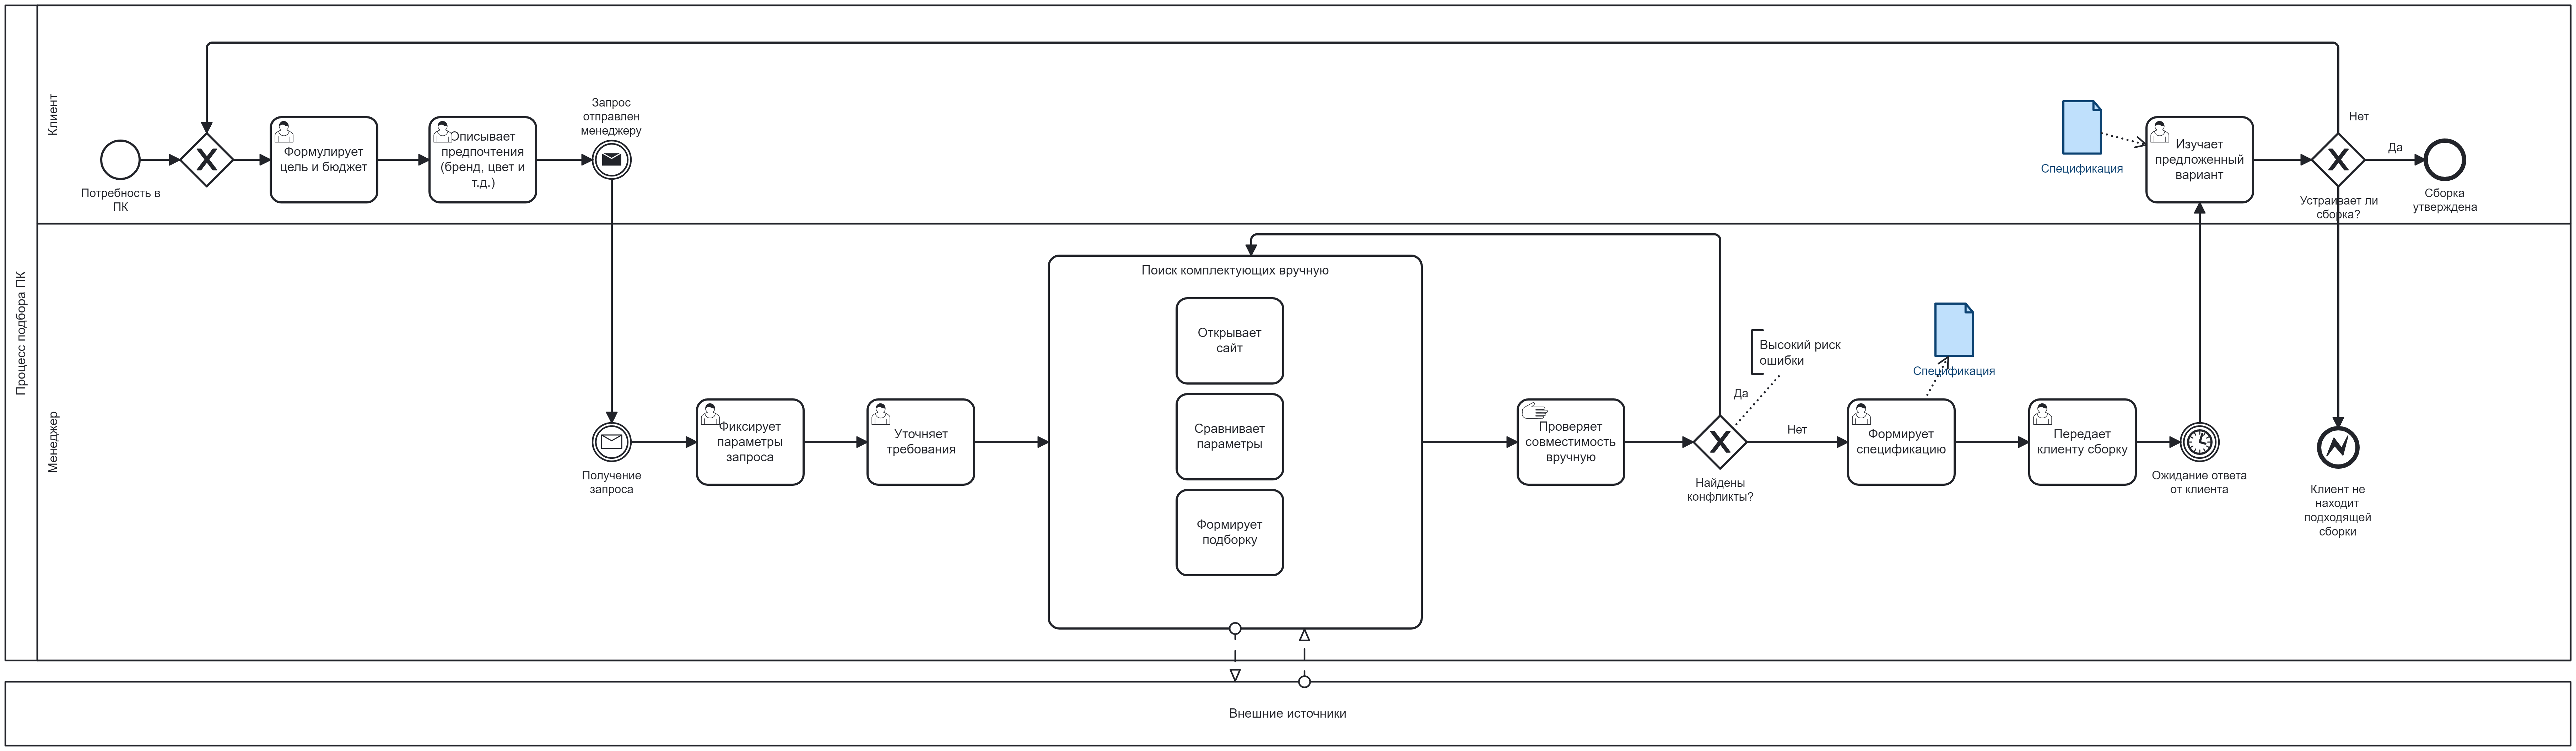 Процесс подбора ПК
Клиент
Потребность в
ПК
Формулирует
цель и бюджет
Описывает
предпочтения
(бренд, цвет и
т.д.)
Запрос
отправлен
менеджеру
Спецификация
Изучает
предложенный
вариант
Нет
Да
Устраивает ли
сборка?
Сборка
утверждена
Менеджер
Получение
запроса
Фиксирует
параметры
запроса
Уточняет
требования
Поиск комплектующих вручную
Открывает
сайт
Сравнивает
параметры
Формирует
подборку
Проверяет
совместимость
вручную
Да
Высокий риск
ошибки
Найдены
конфликты?
Нет
Спецификация
Формирует
спецификацию
Передает
клиенту сборку
Ожидание ответа
от клиента
Клиент не
находит
подходящей
сборки
Внешние источники